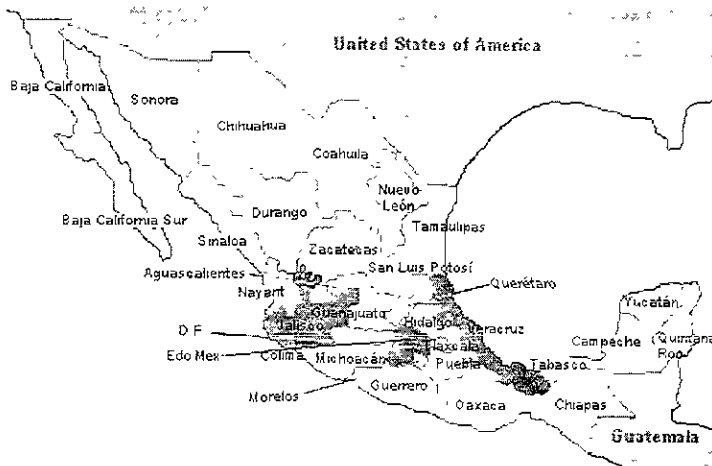 United States of America
Baja California
Sonora
Chihuahua
Coahuila
Nuevo
León
Durango
Baja California Sur
Tamaulipas
Sinaloa
Zacatecas
San Luis Potosí
Aguascalientes
Querétaro
Nayarit
Yucatán
Guanajuato
Hidalgo
Jalisco
Veracruz
D F
Quintana
Roo
Campeche
Tlaxcala
Edo Mex
Colima
Michoacán
Puebla
Tabasco
Morelos
Guerrero
Oaxaca
Chiapas
Guatemala